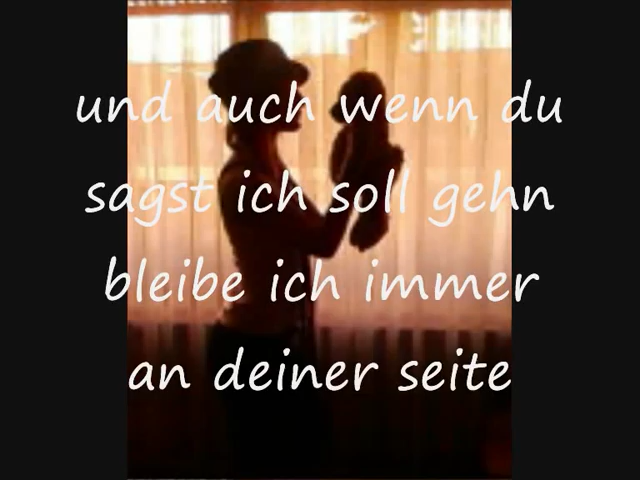 und auch wenn du
sagst ich soll gehn
bleibe ich immer
an deiner seite